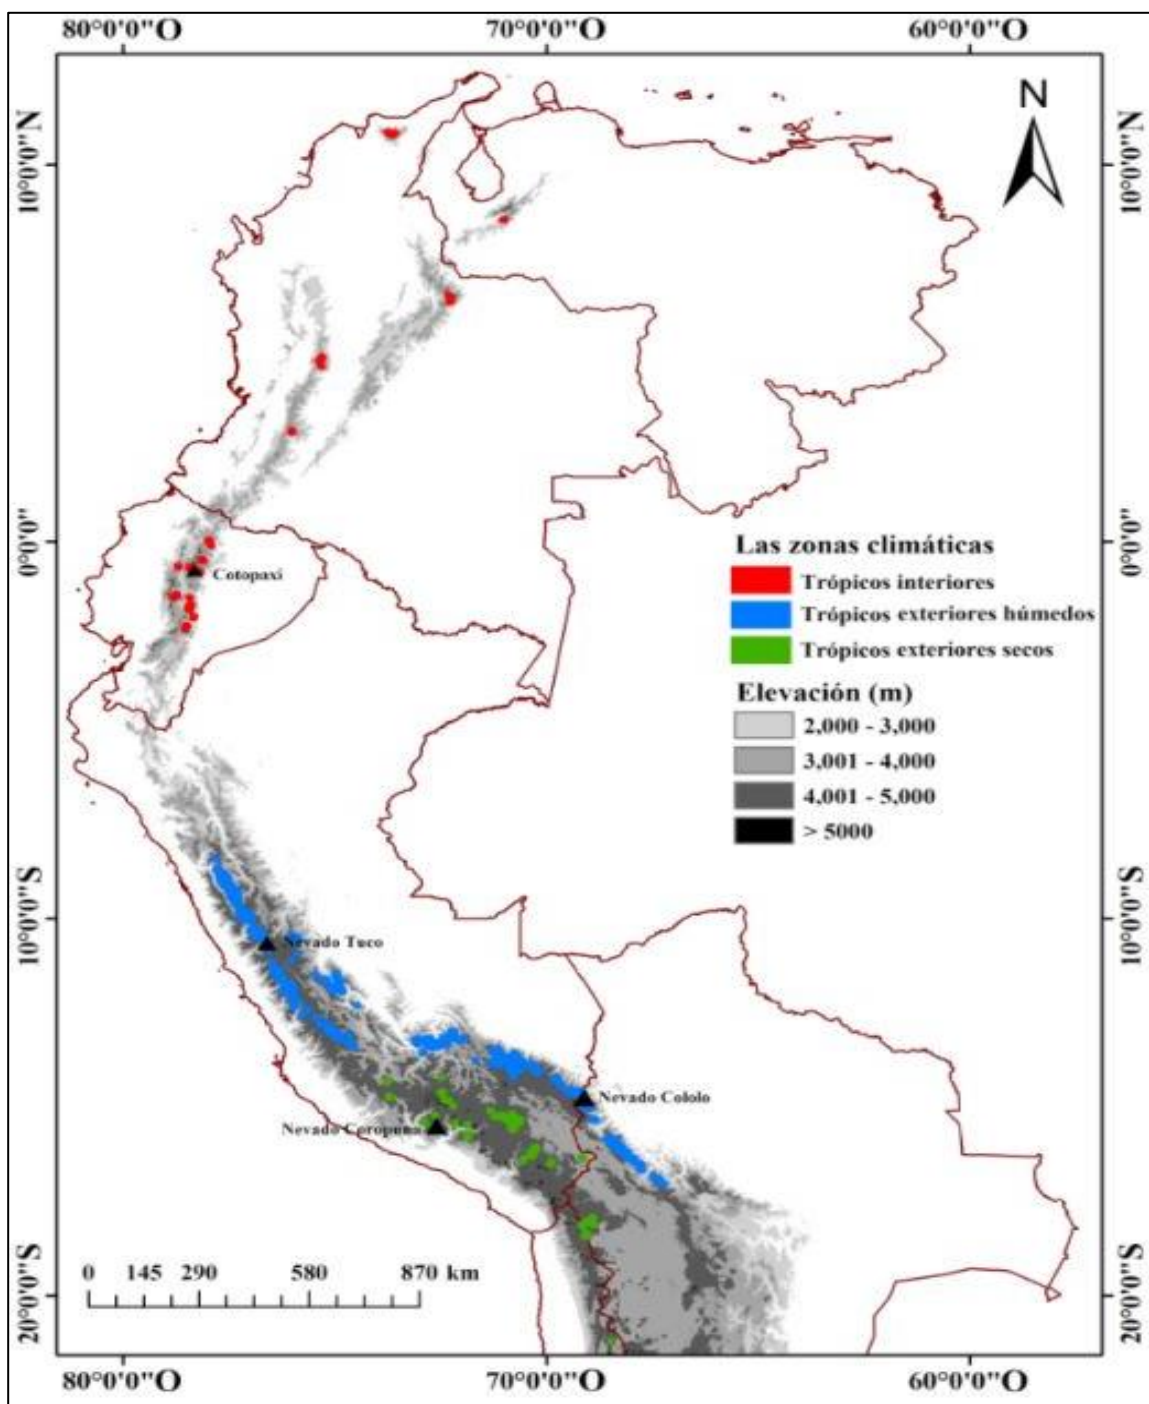 80°0'0"O 70°0'0"O 60°0'0"O
N
10°0'0"N 10°0'0"N
0°0'0" 0°0'0"
Las zonas climáticas
Trópicos interiores
Trópicos exteriores húmedos
Trópicos exteriores secos
Cotopaxi
Elevación (m)
2,000 - 3,000
3,001 - 4,000
4,001 - 5,000
> 5000
10°0'0"S 10°0'0"S
Nevado Tuco
Nevado Cololo
Nevado Coropuna
0 145 290 580 870 km
20°0'0"S 20°0'0"S
80°0'0"O 70°0'0"O 60°0'0"O